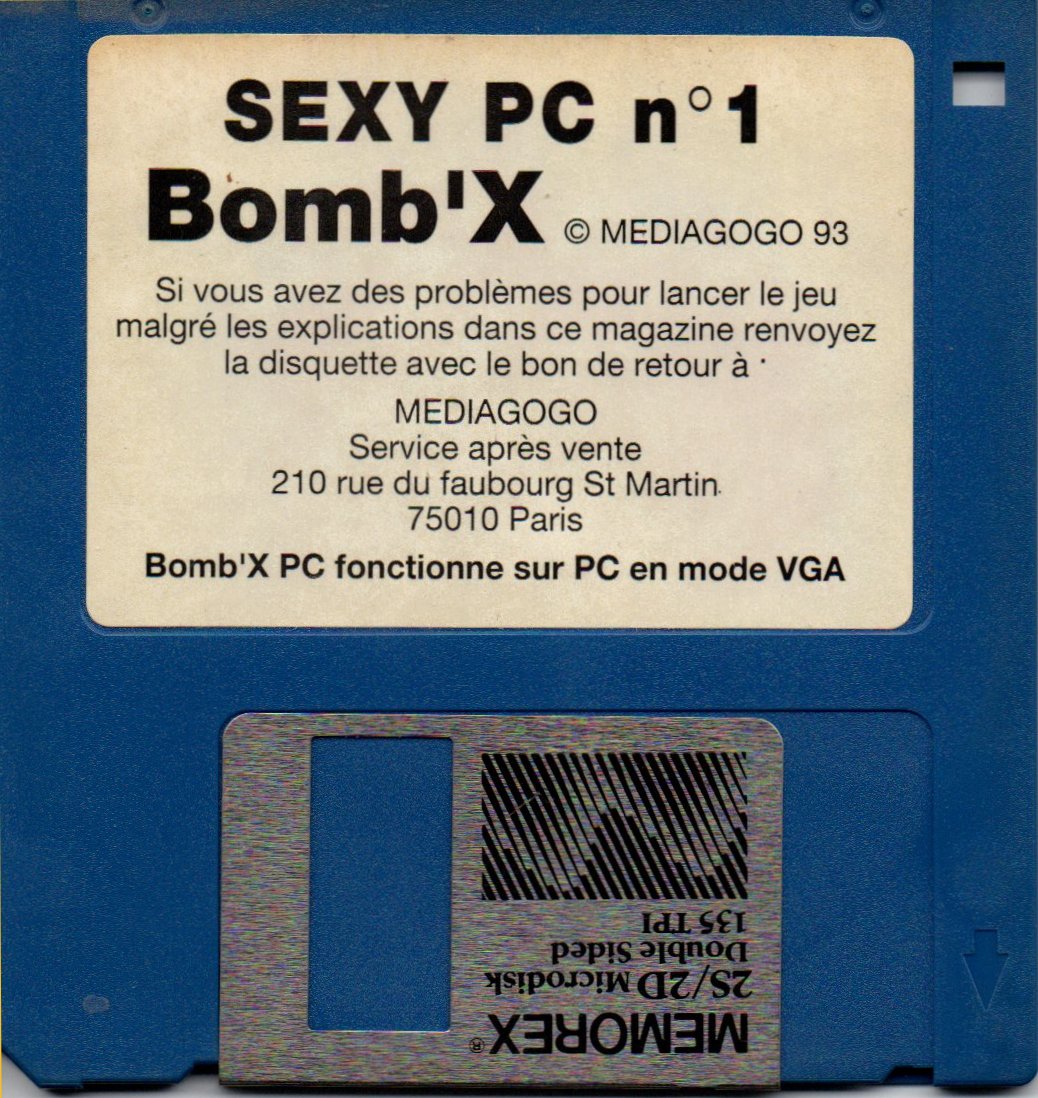 SEXY PC n°1
Bomb'X © MEDIAGOGO 93
Si vous avez des problèmes pour lancer le jeu
malgré les explications dans ce magazine renvoyez
la disquette avec le bon de retour à
MEDIAGOGO
Service après vente
210 rue du faubourg St Martin
75010 Paris
Bomb'X PC fonctionne sur PC en mode VGA
MEMOREX®
2S/2D Microdisk
Double Sided
135 TPI